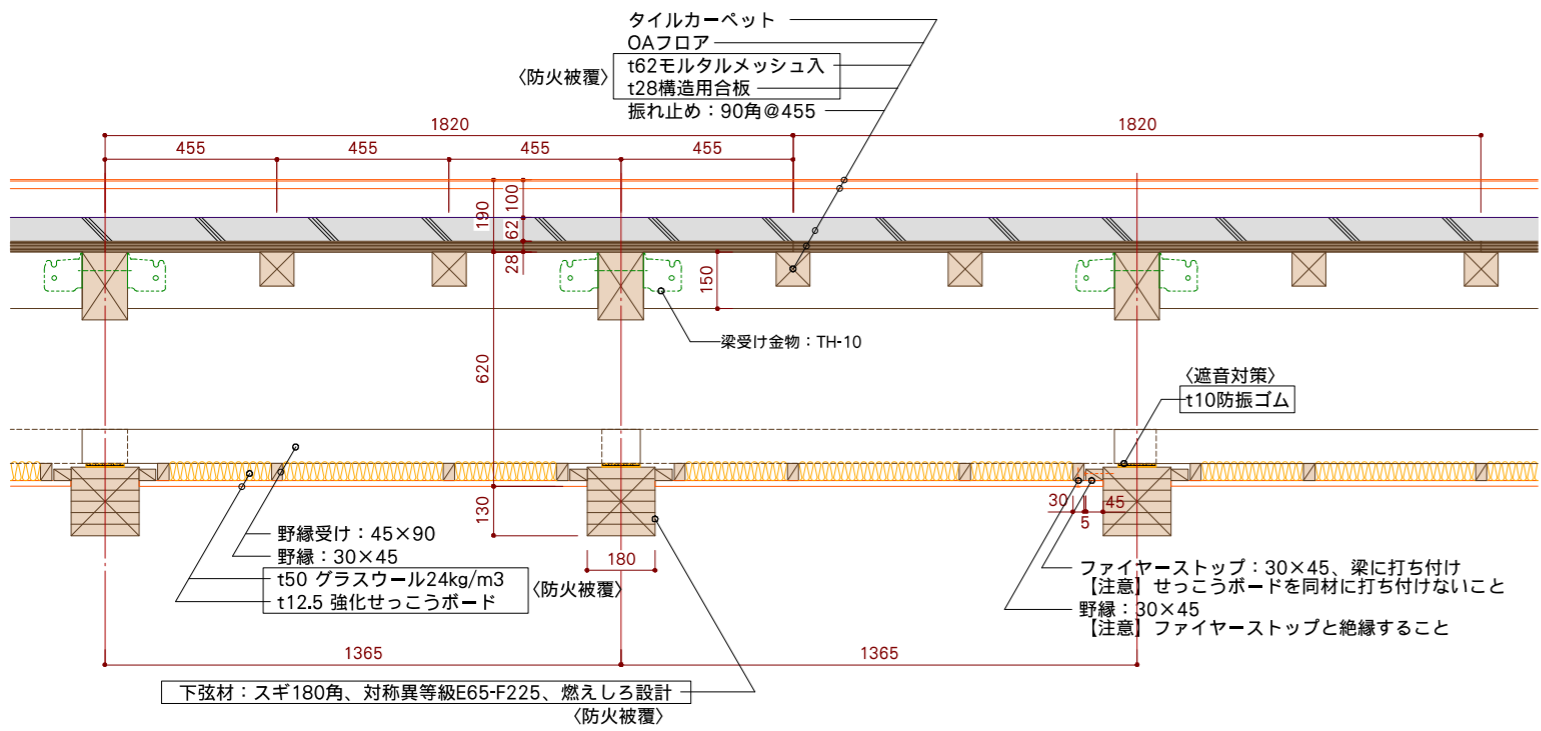 タイルカーペット
OAフロア
〈防火被覆〉
t62モルタルメッシュ入
t28構造用合板
振れ止め：90角@455
1820
1820
455
455
455
455
190
100
62
28
150
梁受け金物：TH-10
620
〈遮音対策〉
t10防振ゴム
130
180
30
5
45
野縁受け：45×90
野縁：30×45
t50 グラスウール24kg/m3
t12.5 強化せっこうボード
〈防火被覆〉
ファイヤーストップ：30×45、梁に打ち付け
【注意】せっこうボードを同材に打ち付けないこと
野縁：30×45
【注意】ファイヤーストップと絶縁すること
1365
1365
下弦材：スギ180角、対称異等級E65-F225、燃えしろ設計
〈防火被覆〉